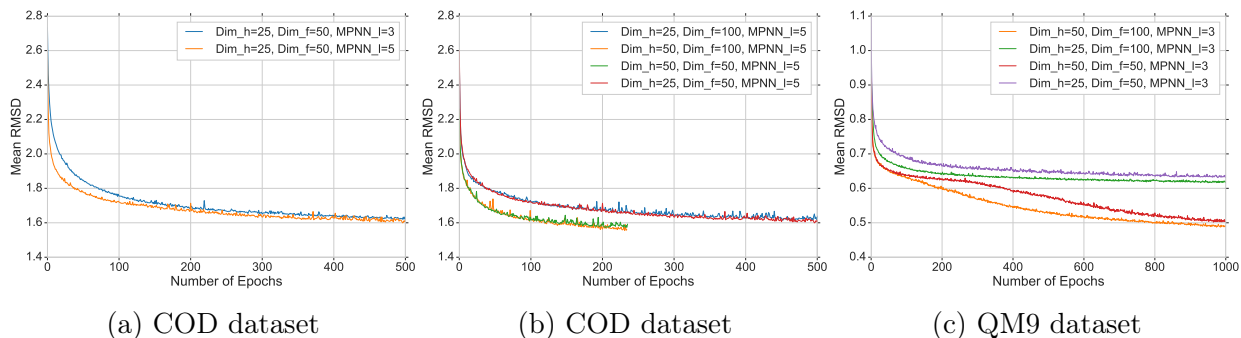 2.8
2.6
2.4
2.2
2.0
1.8
1.6
1.4
Mean RMSD
Dim_h=25, Dim_f=50, MPNN_l=3
Dim_h=25, Dim_f=50, MPNN_l=5
0 100 200 300 400 500
Number of Epochs
(a) COD dataset
2.8
2.6
2.4
2.2
2.0
1.8
1.6
1.4
Mean RMSD
Dim_h=25, Dim_f=100, MPNN_l=5
Dim_h=50, Dim_f=100, MPNN_l=5
Dim_h=50, Dim_f=50, MPNN_l=5
Dim_h=25, Dim_f=50, MPNN_l=5
0 100 200 300 400 500
Number of Epochs
(b) COD dataset
1.1
1.0
0.9
0.8
0.7
0.6
0.5
0.4
Mean RMSD
Dim_h=50, Dim_f=100, MPNN_l=3
Dim_h=25, Dim_f=100, MPNN_l=3
Dim_h=50, Dim_f=50, MPNN_l=3
Dim_h=25, Dim_f=50, MPNN_l=3
0 200 400 600 800 1000
Number of Epochs
(c) QM9 dataset